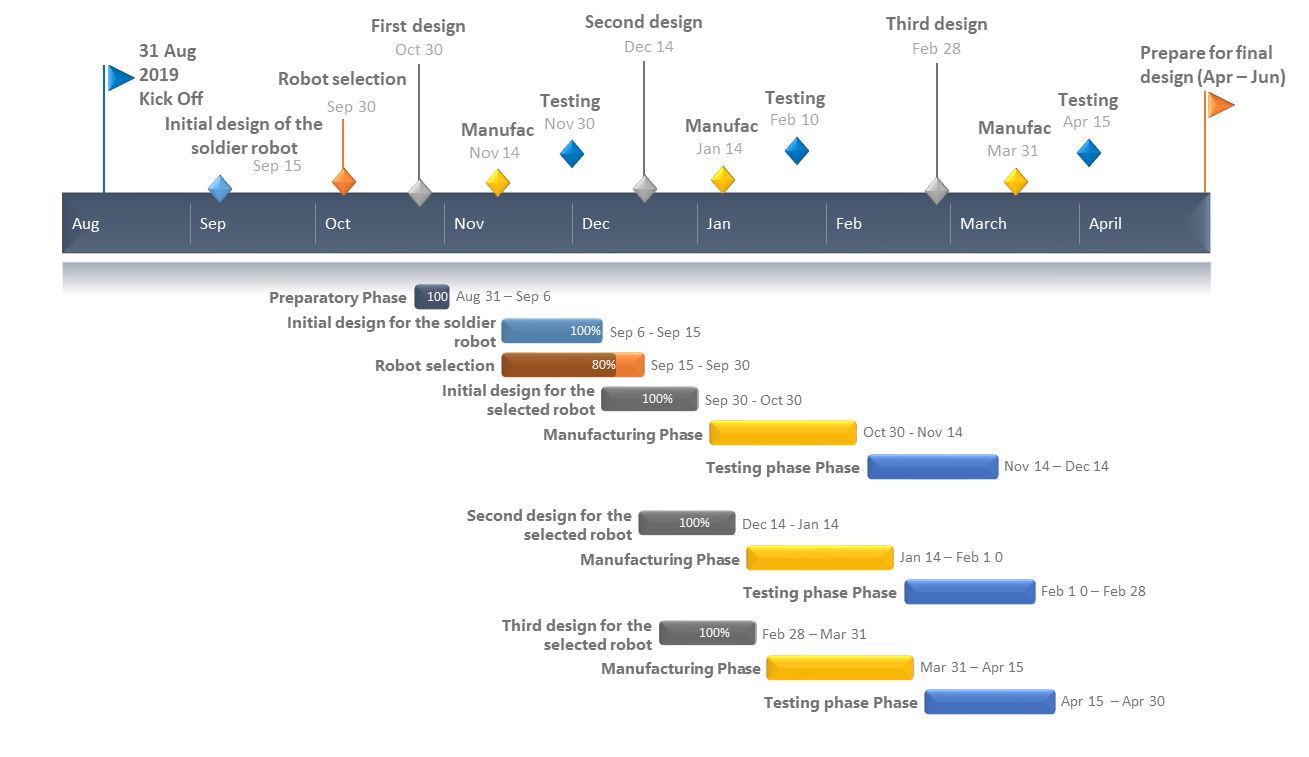 31 Aug
2019
Kick Off
Initial design of the
soldier robot
Sep 15
Robot selection
Sep 30
First design
Oct 30
Manufac
Nov 14
Testing
Nov 30
Second design
Dec 14
Manufac
Jan 14
Testing
Feb 10
Third design
Feb 28
Manufac
Mar 31
Testing
Apr 15
Prepare for final
design (Apr – Jun)
Aug Sep Oct Nov Dec Jan Feb March April
Preparatory Phase 100 Aug 31 – Sep 6
Initial design for the soldier
robot
100% Sep 6 - Sep 15
Robot selection 80% Sep 15 - Sep 30
Initial design for the
selected robot
100% Sep 30 - Oct 30
Manufacturing Phase Oct 30 - Nov 14
Testing phase Phase Nov 14 – Dec 14
Second design for the
selected robot
100% Dec 14 - Jan 14
Manufacturing Phase Jan 14 – Feb 1 0
Testing phase Phase Feb 1 0 – Feb 28
Third design for the
selected robot
100% Feb 28 – Mar 31
Manufacturing Phase Mar 31 – Apr 15
Testing phase Phase Apr 15 – Apr 30